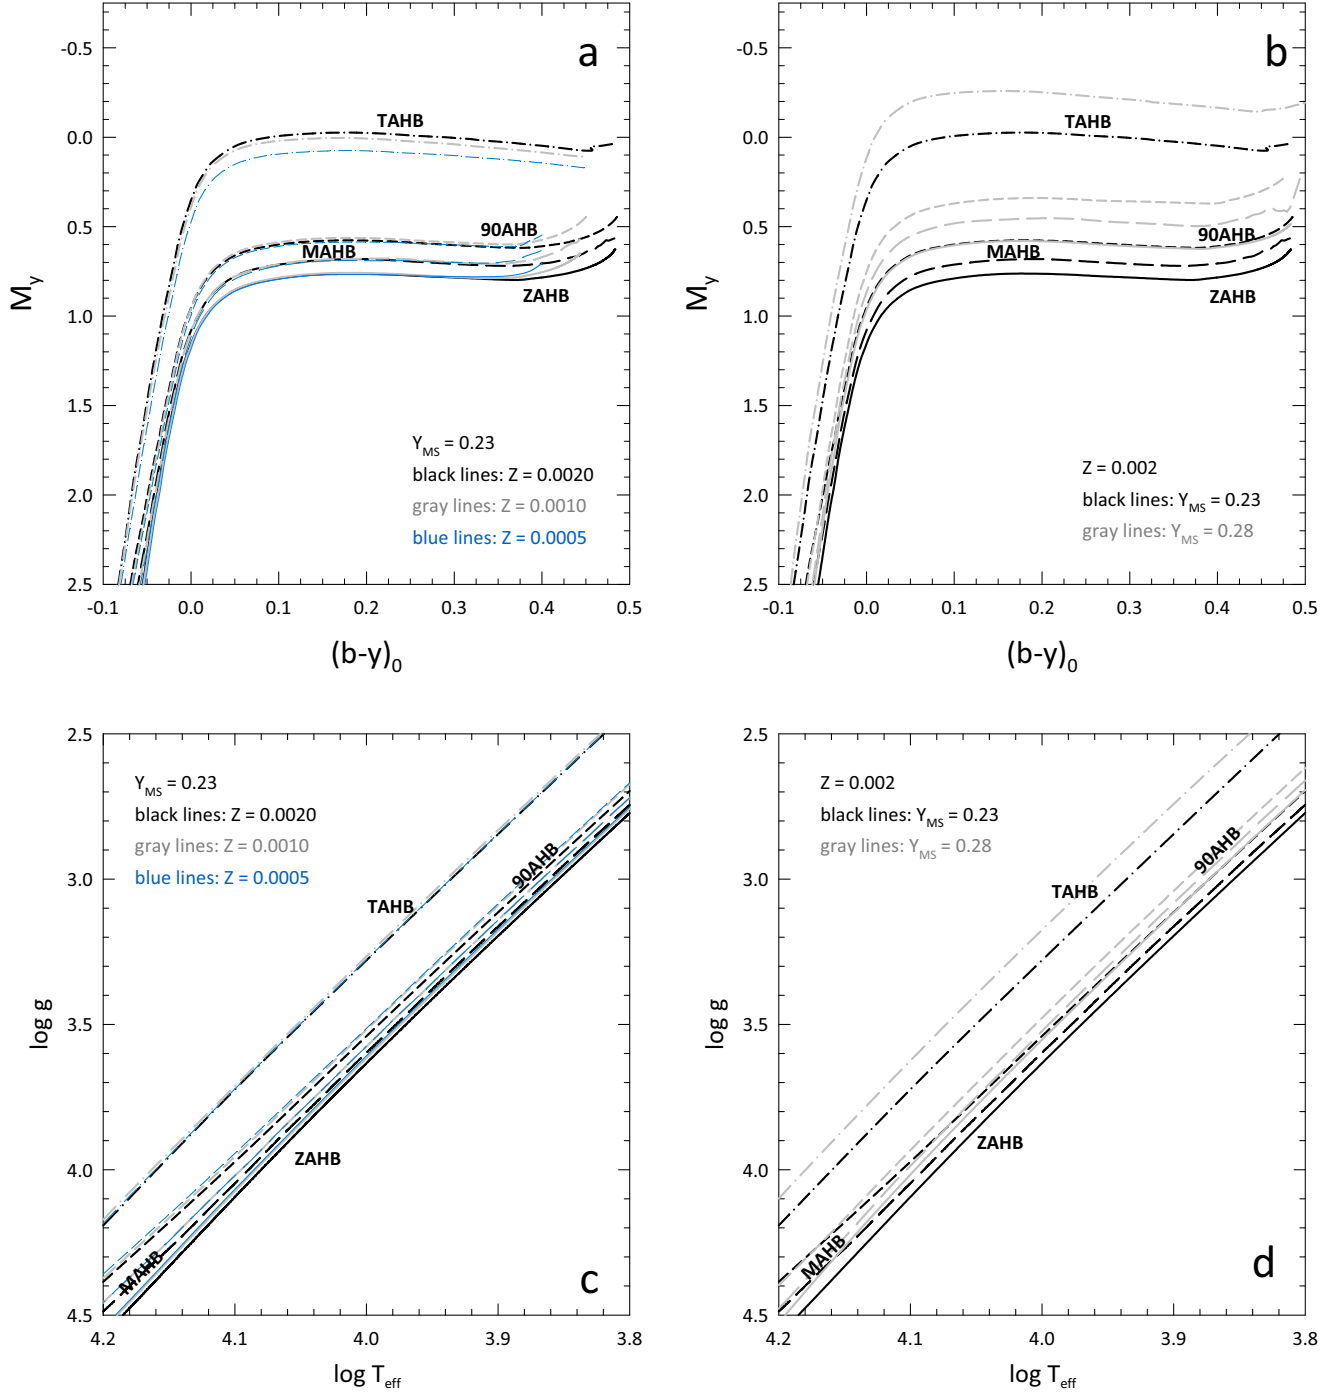 a
-0.5
0.0
0.5
1.0
1.5
2.0
2.5
M_y
TAHB
90AHB
MAHB
ZAHB
Y_MS = 0.23
black lines: Z = 0.0020
gray lines: Z = 0.0010
blue lines: Z = 0.0005
-0.1 0.0 0.1 0.2 0.3 0.4 0.5
(b-y)_0
b
-0.5
0.0
0.5
1.0
1.5
2.0
2.5
M_y
TAHB
90AHB
MAHB
ZAHB
Z = 0.002
black lines: Y_MS = 0.23
gray lines: Y_MS = 0.28
-0.1 0.0 0.1 0.2 0.3 0.4 0.5
(b-y)_0
2.5
3.0
3.5
4.0
4.5
log g
Y_MS = 0.23
black lines: Z = 0.0020
gray lines: Z = 0.0010
blue lines: Z = 0.0005
TAHB
90AHB
ZAHB
MAHB
c
4.2 4.1 4.0 3.9 3.8
log T_eff
2.5
3.0
3.5
4.0
4.5
log g
Z = 0.002
black lines: Y_MS = 0.23
gray lines: Y_MS = 0.28
TAHB
90AHB
ZAHB
MAHB
d
4.2 4.1 4.0 3.9 3.8
log T_eff